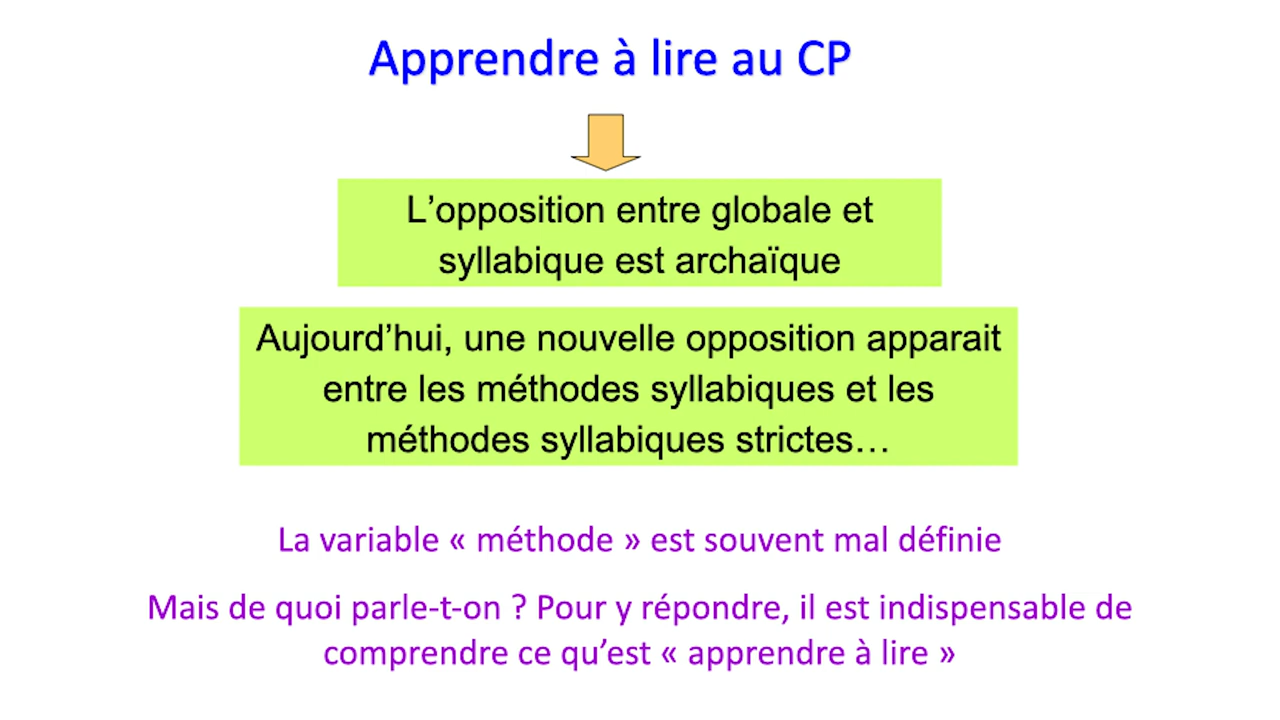 Apprendre à lire au CP
L’opposition entre globale et
syllabique est archaïque
Aujourd’hui, une nouvelle opposition apparait
entre les méthodes syllabiques et les
méthodes syllabiques strictes…
La variable « méthode » est souvent mal définie
Mais de quoi parle-t-on ? Pour y répondre, il est indispensable de
comprendre ce qu’est « apprendre à lire »